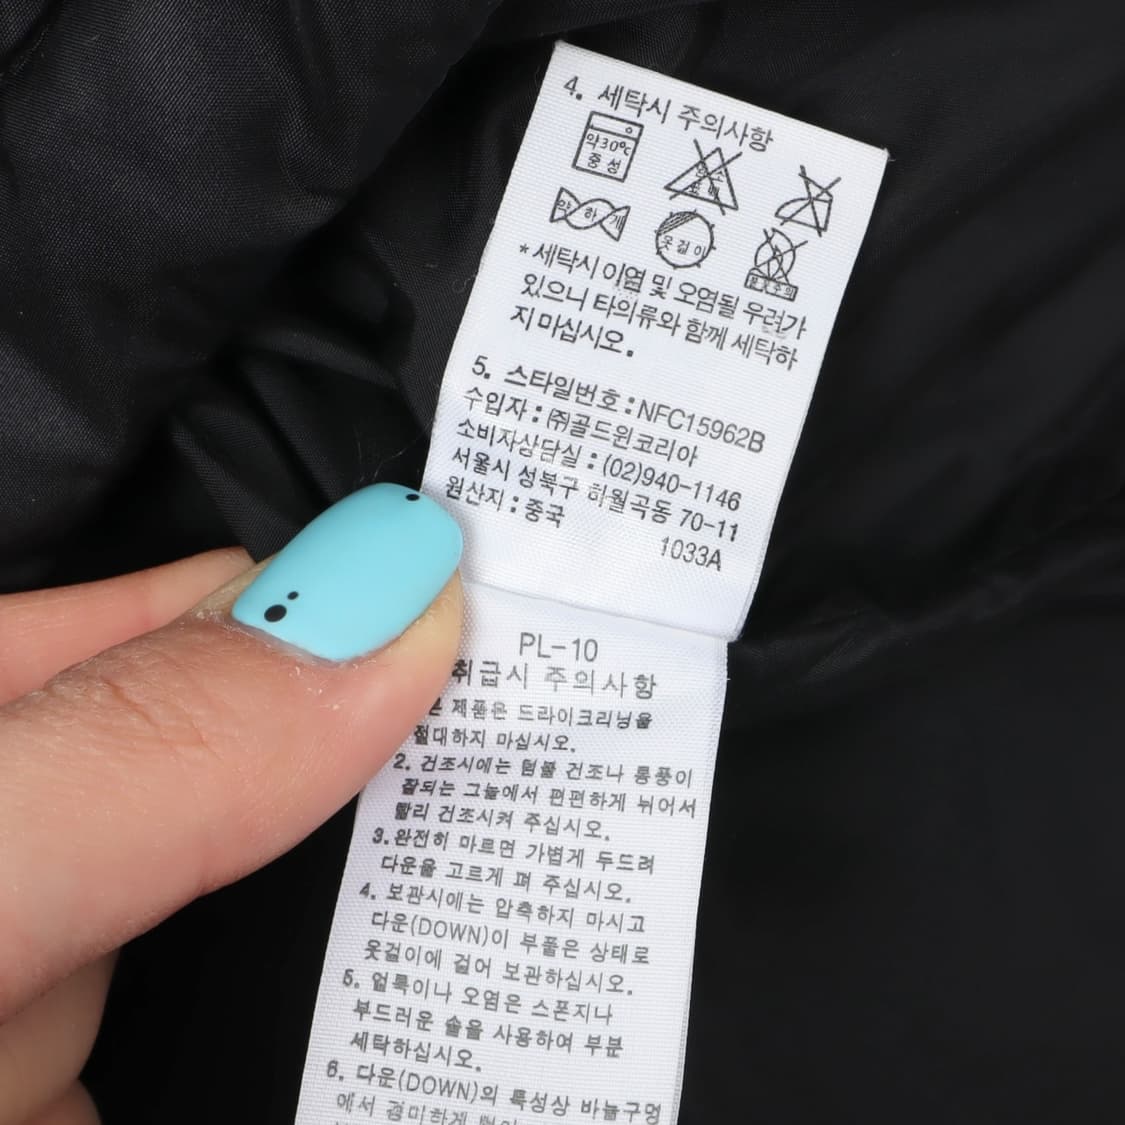 4. 세탁시 주의사항
약30℃
중성
염소
표백
약하게
옷걸이
* 세탁시 이염 및 오염될 우려가
있으니 타의류와 함께 세탁하
지 마십시오.
5. 스타일번호 : NFC15962B
수입자 : ㈜골드윈코리아
소비자상담실 : (02)940-1146
서울시 성북구 하월곡동 70-11
원산지 : 중국
1033A
PL-10
취급시 주의사항
본 제품은 드라이크리닝을
절대하지 마십시오.
2. 건조시에는 텀블 건조나 통풍이
잘되는 그늘에서 편편하게 뉘어서
빨리 건조시켜 주십시오.
3. 완전히 마르면 가볍게 두드려
다운을 고르게 펴 주십시오.
4. 보관시에는 압축하지 마시고
다운(DOWN)이 부풀은 상태로
옷걸이에 걸어 보관하십시오.
5. 얼룩이나 오염은 스폰지나
부드러운 솔을 사용하여 부분
세탁하십시오.
6. 다운(DOWN)의 특성상 바늘구멍
에서 경미하게